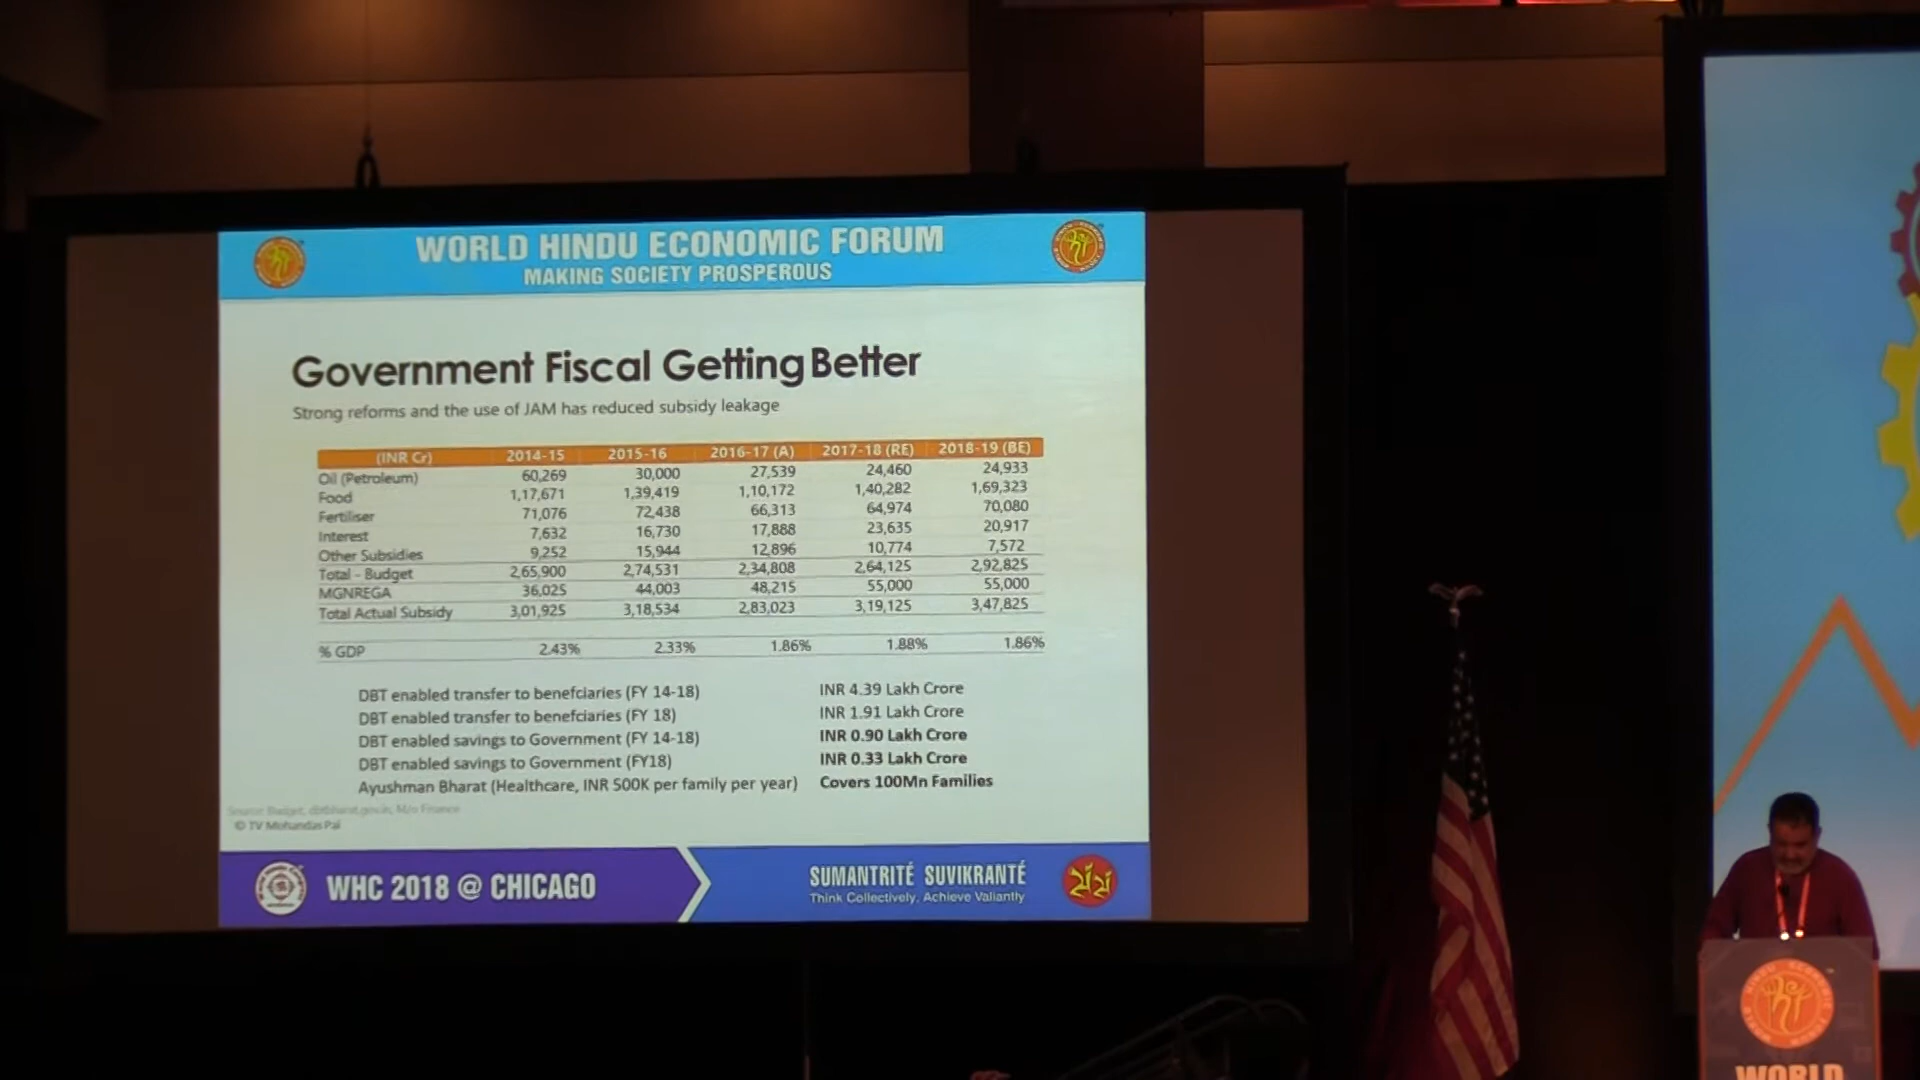 WORLD HINDU ECONOMIC FORUM
MAKING SOCIETY PROSPEROUS
Government Fiscal Getting Better
Strong reforms and the use of JAM has reduced subsidy leakage
(INR Cr) 2014-15 2015-16 2016-17 (A) 2017-18 (RE) 2018-19 (BE)
Oil (Petroleum) 60,269 30,000 27,539 24,460 24,933
Food 1,17,671 1,39,419 1,10,172 1,40,282 1,69,323
Fertiliser 71,076 72,438 66,313 64,974 70,080
Interest 7,632 16,730 17,888 23,635 20,917
Other Subsidies 9,252 15,944 12,896 10,774 7,572
Total - Budget 2,65,900 2,74,531 2,34,808 2,64,125 2,92,825
MGNREGA 36,025 44,003 48,215 55,000 55,000
Total Actual Subsidy 3,01,925 3,18,534 2,83,023 3,19,125 3,47,825
% GDP 2.43% 2.33% 1.86% 1.88% 1.86%
DBT enabled transfer to benefciaries (FY 14-18) INR 4.39 Lakh Crore
DBT enabled transfer to benefciaries (FY 18) INR 1.91 Lakh Crore
DBT enabled savings to Government (FY 14-18) INR 0.90 Lakh Crore
DBT enabled savings to Government (FY18) INR 0.33 Lakh Crore
Ayushman Bharat (Healthcare, INR 500K per family per year) Covers 100Mn Families
Source: Budget, dbtbharat.gov.in, M/o Finance
© TV Mohandas Pai
WHC 2018 @ CHICAGO
SUMANTRITÉ SUVIKRANTÉ
Think Collectively, Achieve Valiantly
WORLD